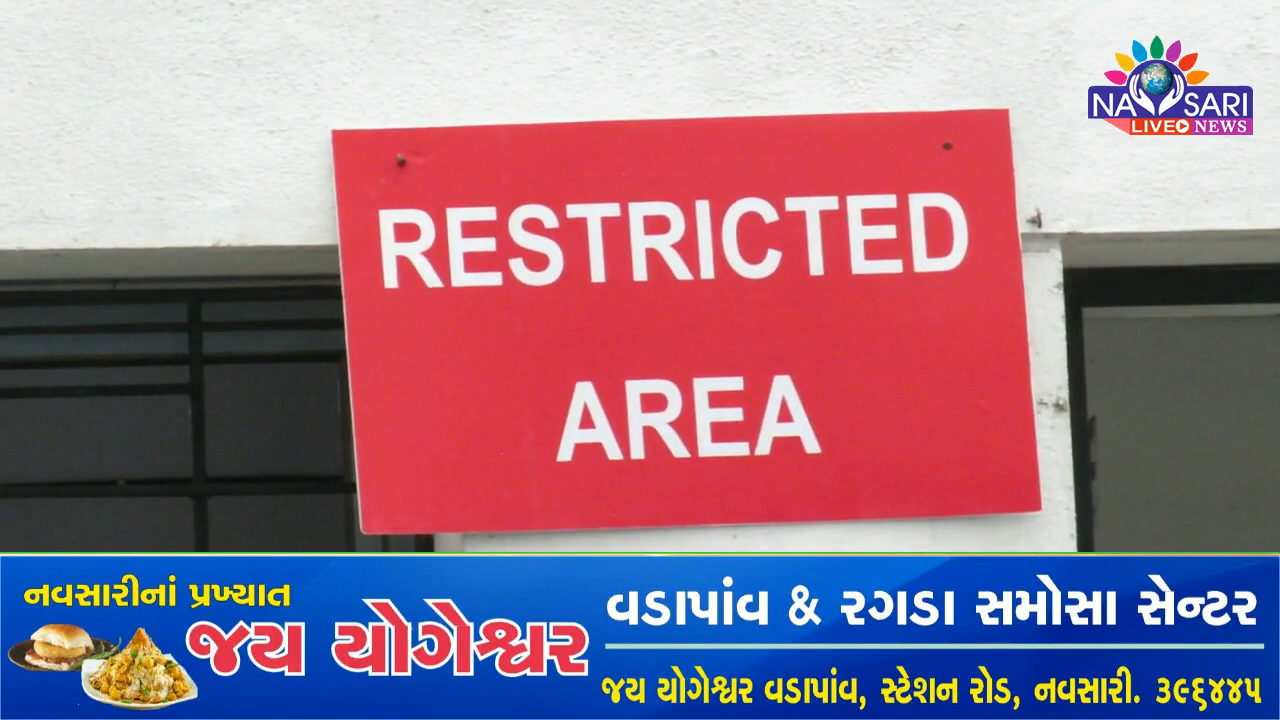 NAVSARI
LIVE NEWS
RESTRICTED
AREA
નવસારીનાં પ્રખ્યાત
જય યોગેશ્વર
વડાપાંવ & રગડા સમોસા સેન્ટર
જય યોગેશ્વર વડાપાંવ, સ્ટેશન રોડ, નવસારી. ૩૯૬૪૪૫